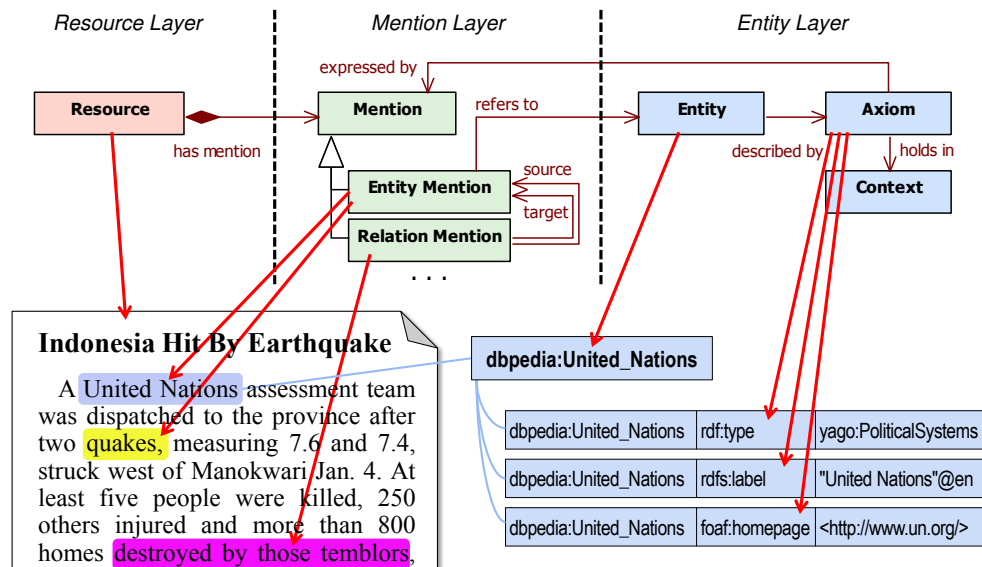 Resource Layer
Mention Layer
Entity Layer
expressed by
Resource
Mention
refers to
Entity
Axiom
has mention
described by
holds in
Entity Mention
source
Context
target
Relation Mention
. . .
Indonesia Hit By Earthquake
A United Nations assessment team
was dispatched to the province after
two quakes, measuring 7.6 and 7.4,
struck west of Manokwari Jan. 4. At
least five people were killed, 250
others injured and more than 800
homes destroyed by those temblors,
dbpedia:United_Nations
dbpedia:United_Nations rdf:type yago:PoliticalSystems
dbpedia:United_Nations rdfs:label "United Nations"@en
dbpedia:United_Nations foaf:homepage <http://www.un.org/>